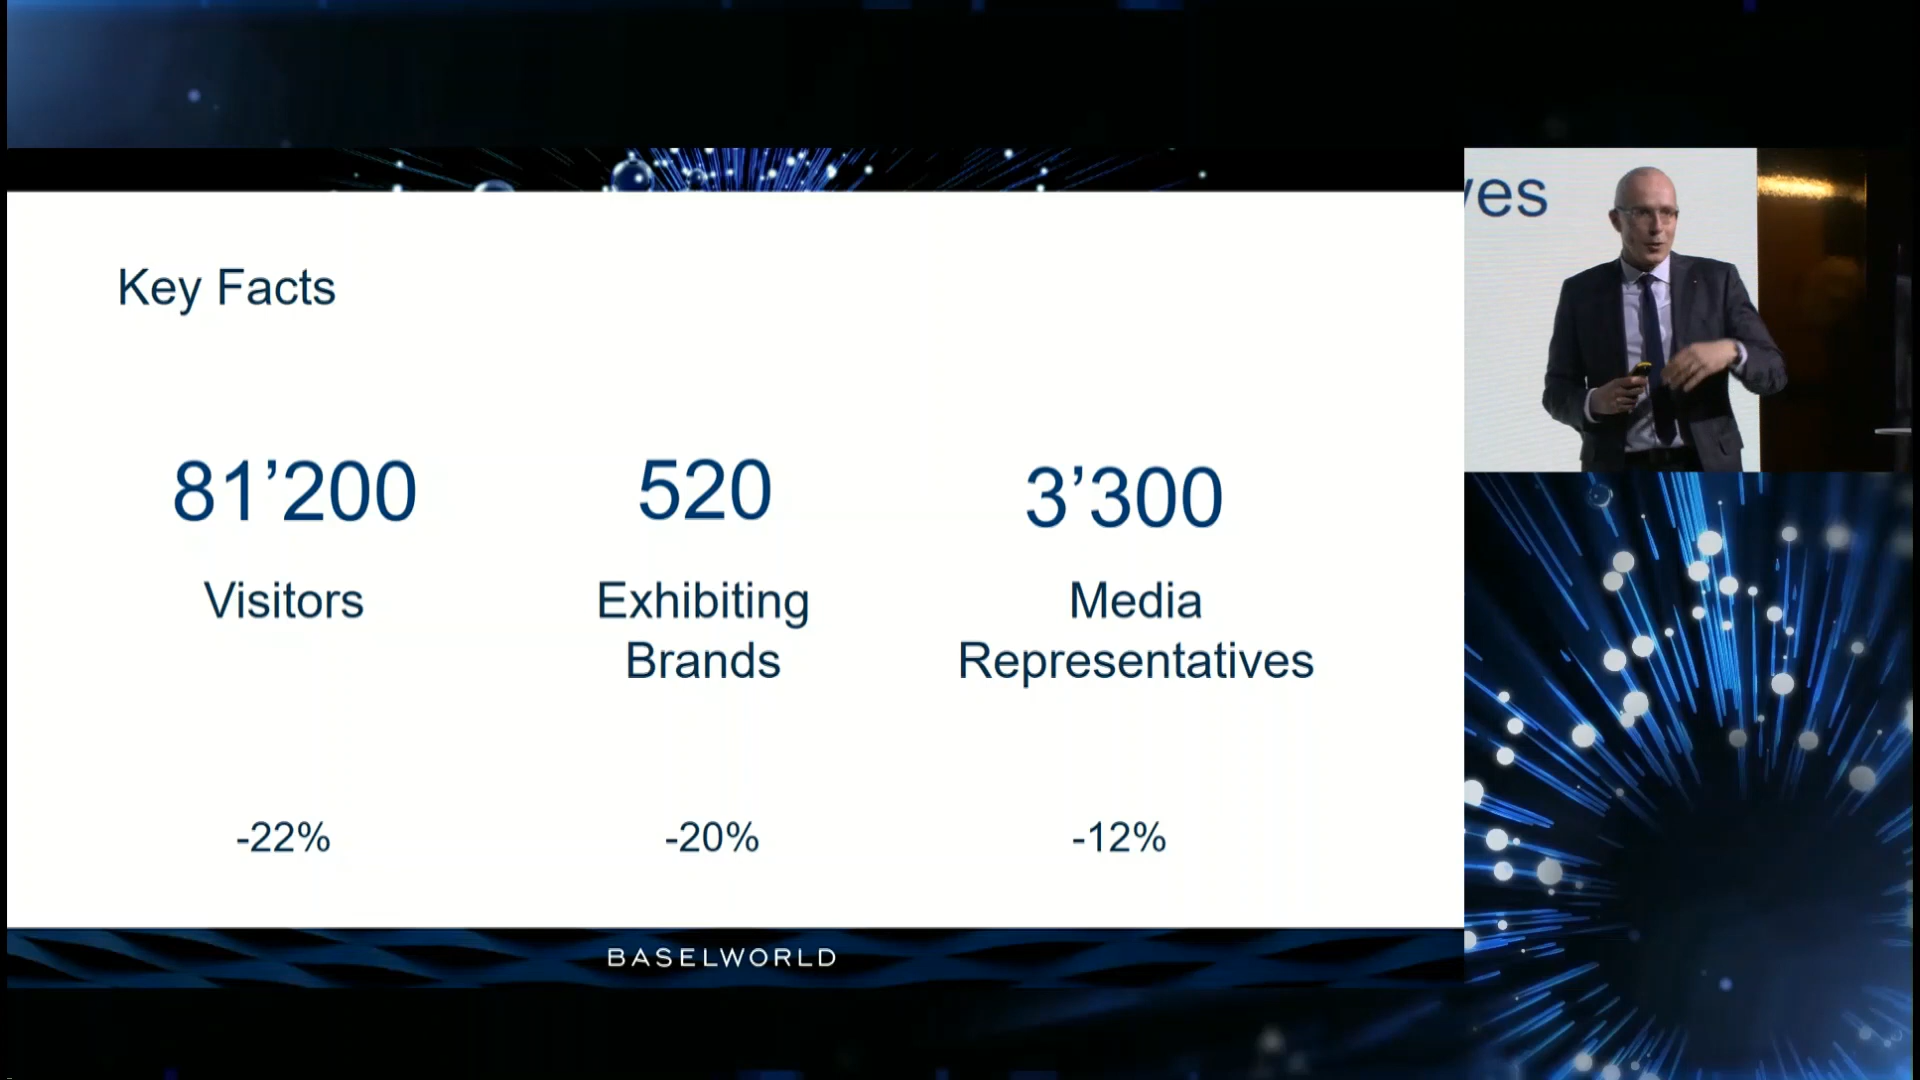 Key Facts
81’200
520
3’300
Visitors
Exhibiting
Brands
Media
Representatives
-22%
-20%
-12%
BASELWORLD
ves